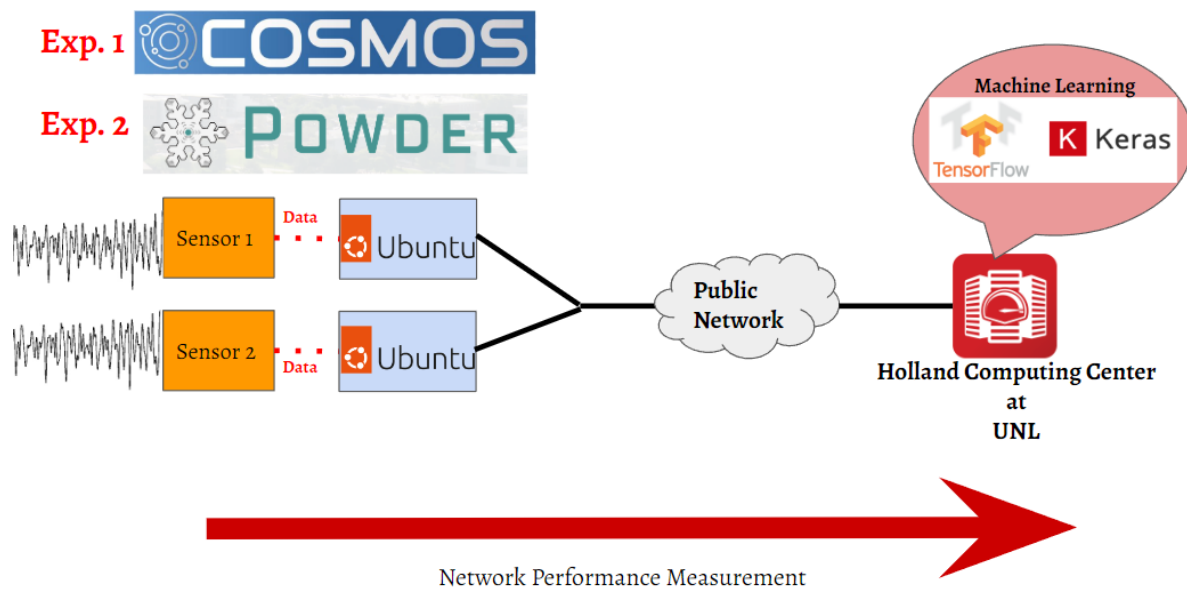 Exp. 1 COSMOS
Exp. 2 POWDER
Machine Learning
TensorFlow
K Keras
Sensor 1
Data
Ubuntu
Sensor 2
Data
Ubuntu
Public
Network
Holland Computing Center
at
UNL
Network Performance Measurement